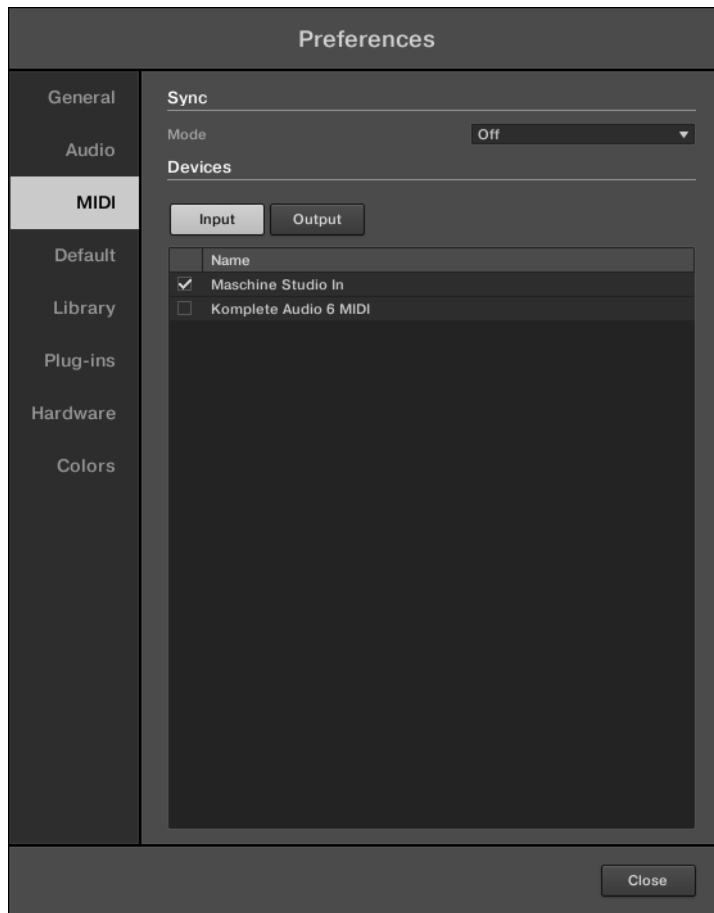 Preferences
General
Audio
MIDI
Default
Library
Plug-ins
Hardware
Colors
Sync
Mode Off
Devices
Input Output
Name
Maschine Studio In
Komplete Audio 6 MIDI
Close